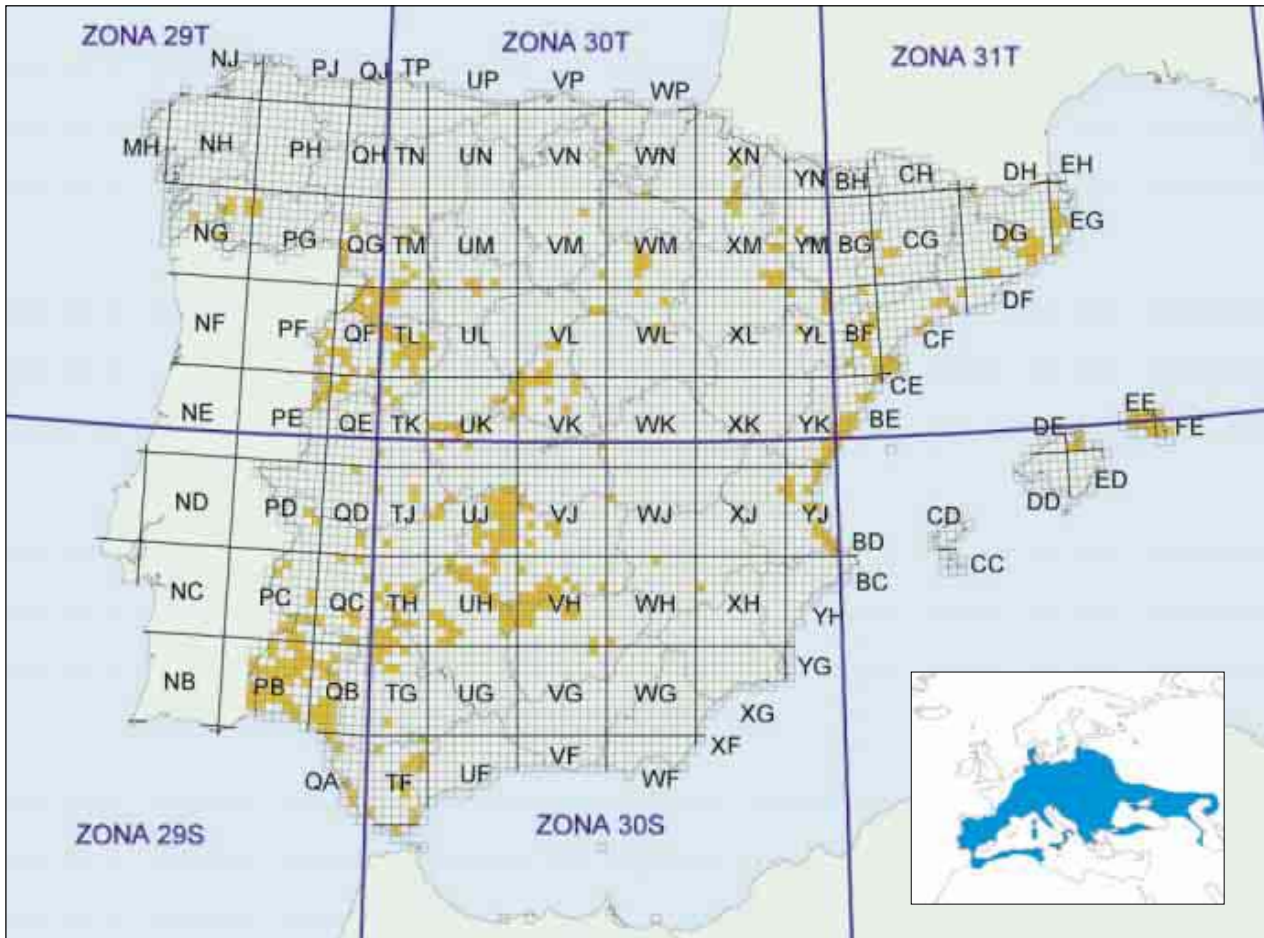 ZONA 29T
ZONA 30T
ZONA 31T
NJ PJ QJ TP UP VP WP
MH NH PH QH TN UN VN WN XN YN BH CH DH EH
NG PG QG TM UM VM WM XM YM BG CG DG EG
NF PF QF TL UL VL WL XL YL BF CF DF
NE PE QE TK UK VK WK XK YK BE CE DE EE FE
ND PD QD TJ UJ VJ WJ XJ YJ BD CD DD ED
NC PC QC TH UH VH WH XH YH BC CC
NB PB QB TG UG VG WG XG YG
QA TF UF VF WF XF
ZONA 29S
ZONA 30S